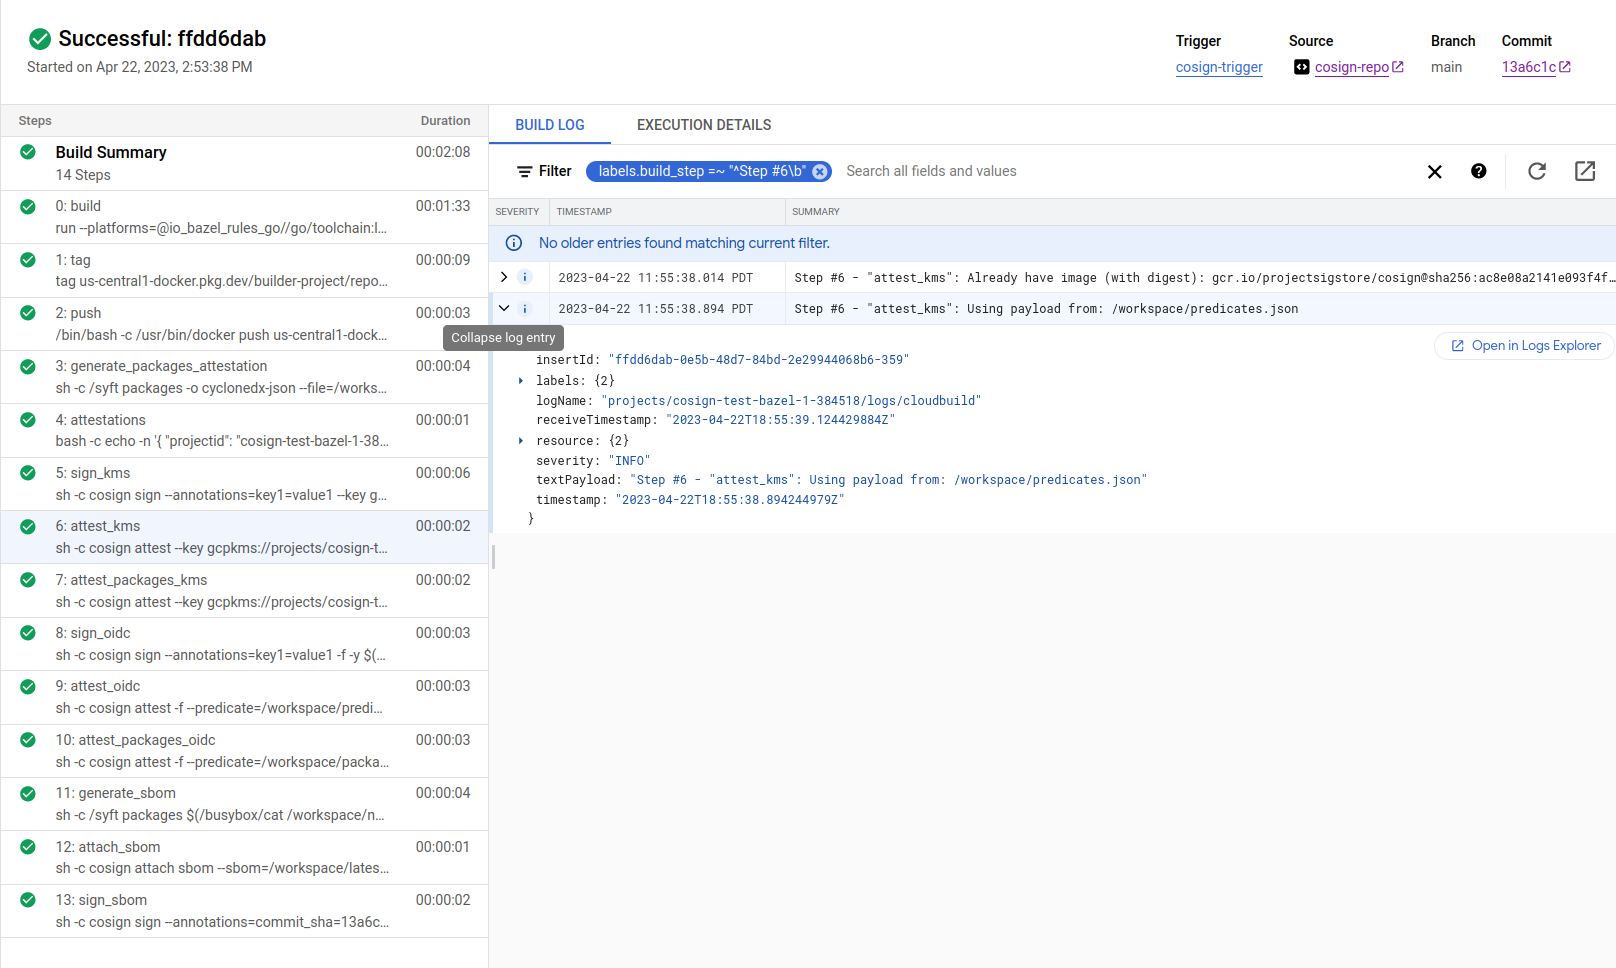 Successful: ffdd6dab
Started on Apr 22, 2023, 2:53:38 PM
Trigger
cosign-trigger
Source
cosign-repo
Branch
main
Commit
13a6c1c
Steps Duration
Build Summary 00:02:08
14 Steps
0: build 00:01:33
run --platforms=@io_bazel_rules_go//go/toolchain:l...
1: tag 00:00:09
tag us-central1-docker.pkg.dev/builder-project/repo...
2: push 00:00:03
/bin/bash -c /usr/bin/docker push us-central1-dock...
3: generate_packages_attestation 00:00:04
sh -c /syft packages -o cyclonedx-json --file=/works...
4: attestations 00:00:01
bash -c echo -n '{ "projectid": "cosign-test-bazel-1-38...
5: sign_kms 00:00:06
sh -c cosign sign --annotations=key1=value1 --key g...
6: attest_kms 00:00:02
sh -c cosign attest --key gcpkms://projects/cosign-t...
7: attest_packages_kms 00:00:02
sh -c cosign attest --key gcpkms://projects/cosign-t...
8: sign_oidc 00:00:03
sh -c cosign sign --annotations=key1=value1 -f -y $(...
9: attest_oidc 00:00:03
sh -c cosign attest -f --predicate=/workspace/predi...
10: attest_packages_oidc 00:00:03
sh -c cosign attest -f --predicate=/workspace/packa...
11: generate_sbom 00:00:04
sh -c /syft packages $(/busybox/cat /workspace/n...
12: attach_sbom 00:00:01
sh -c cosign attach sbom --sbom=/workspace/lates...
13: sign_sbom 00:00:02
sh -c cosign sign --annotations=commit_sha=13a6c...
BUILD LOG EXECUTION DETAILS
Filter labels.build_step =~ "^Step #6\b" Search all fields and values
SEVERITY TIMESTAMP SUMMARY
No older entries found matching current filter.
2023-04-22 11:55:38.014 PDT Step #6 - "attest_kms": Already have image (with digest): gcr.io/projectsigstore/cosign@sha256:ac8e08a2141e093f4f...
2023-04-22 11:55:38.894 PDT Step #6 - "attest_kms": Using payload from: /workspace/predicates.json
Collapse log entry
Open in Logs Explorer
insertId: "ffdd6dab-0e5b-48d7-84bd-2e29944068b6-359"
labels: {2}
logName: "projects/cosign-test-bazel-1-384518/logs/cloudbuild"
receiveTimestamp: "2023-04-22T18:55:39.124429884Z"
resource: {2}
severity: "INFO"
textPayload: "Step #6 - "attest_kms": Using payload from: /workspace/predicates.json"
timestamp: "2023-04-22T18:55:38.894244979Z"
}